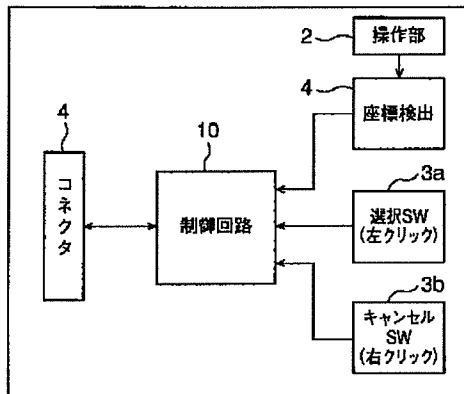 2
操作部
4
座標検出
4
コネクタ
10
制御回路
3a
選択SW
(左クリック)
3b
キャンセル
SW
(右クリック)